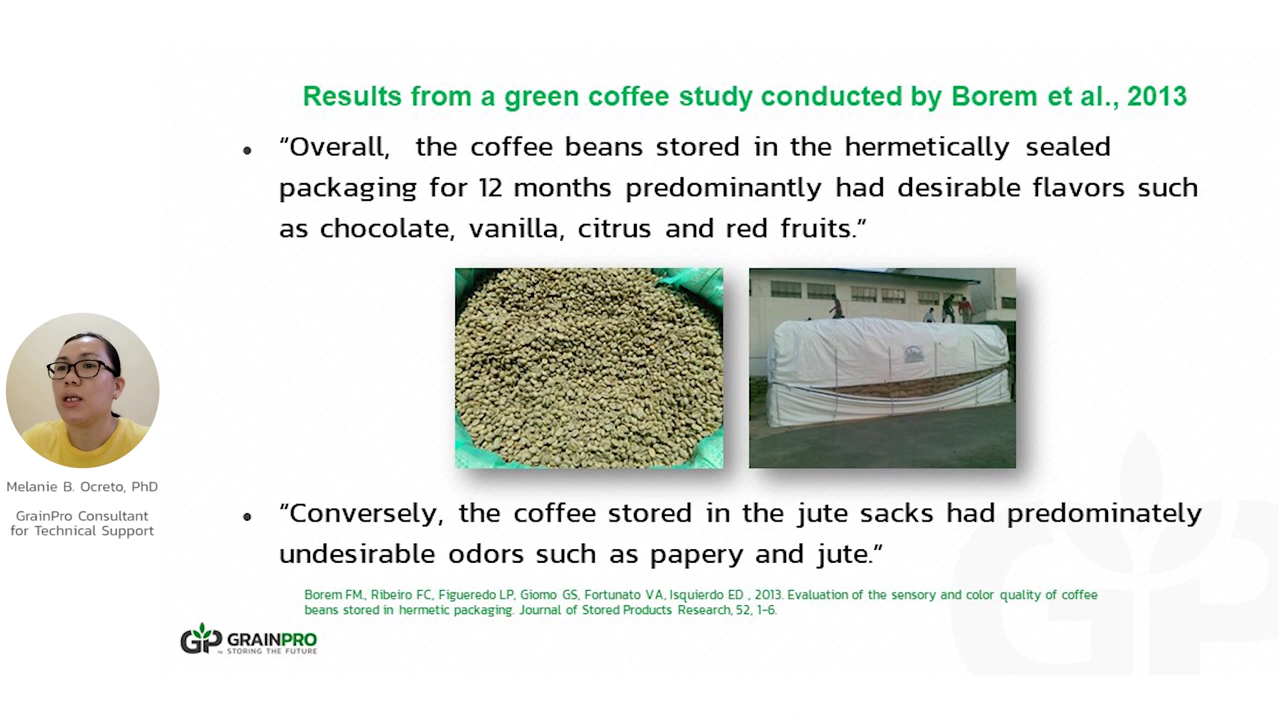 Results from a green coffee study conducted by Borem et al., 2013
• “Overall, the coffee beans stored in the hermetically sealed
packaging for 12 months predominantly had desirable flavors such
as chocolate, vanilla, citrus and red fruits.”
Melanie B. Ocreto, PhD
GrainPro Consultant
for Technical Support
• “Conversely, the coffee stored in the jute sacks had predominately
undesirable odors such as papery and jute.”
Borem FM., Ribeiro FC, Figueredo LP, Giomo GS, Fortunato VA, Isquierdo ED , 2013. Evaluation of the sensory and color quality of coffee
beans stored in hermetic packaging. Journal of Stored Products Research, 52, 1-6.
GP GRAINPRO
STORING THE FUTURE